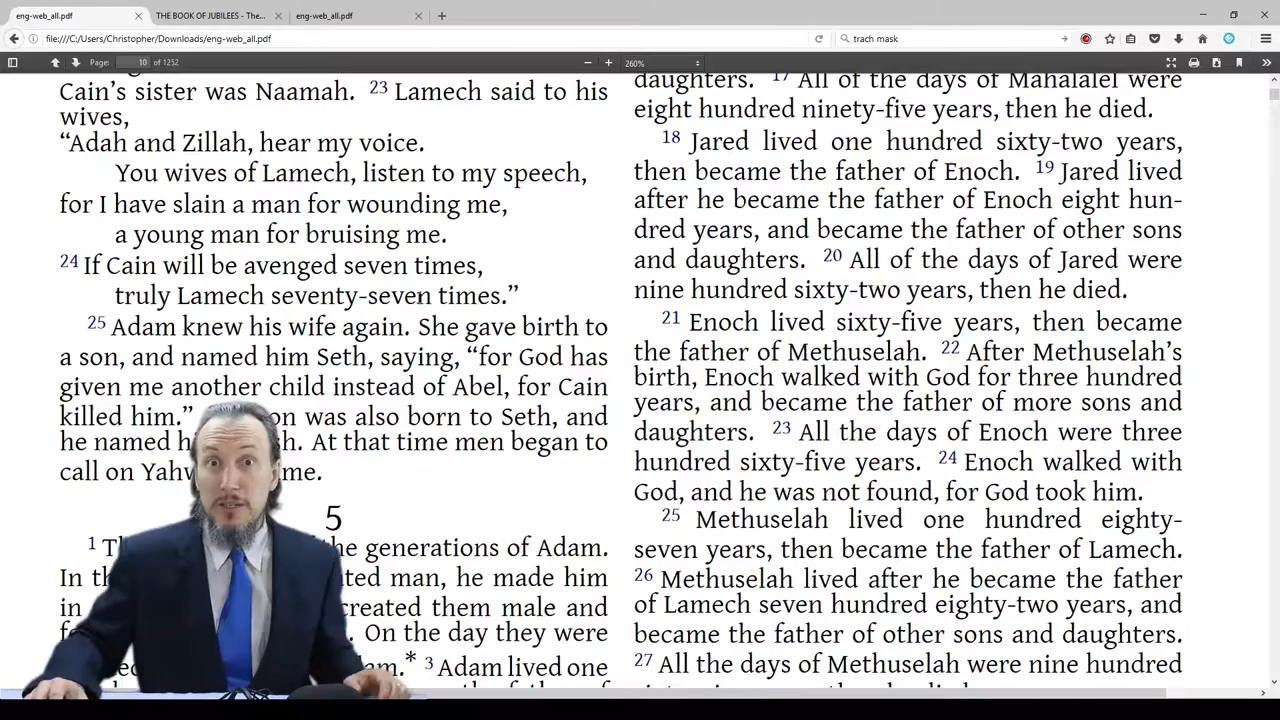 eng-web_all.pdf
THE BOOK OF JUBILEES - The...
eng-web_all.pdf
file:///C:/Users/Christopher/Downloads/eng-web_all.pdf
trach mask
Page: 10 of 1252
260%
Cain's sister was Naamah. 23 Lamech said to his
wives,
“Adah and Zillah, hear my voice.
You wives of Lamech, listen to my speech,
for I have slain a man for wounding me,
a young man for bruising me.
24 If Cain will be avenged seven times,
truly Lamech seventy-seven times.”
25 Adam knew his wife again. She gave birth to
a son, and named him Seth, saying, “for God has
given me another child instead of Abel, for Cain
killed him.” on was also born to Seth, and
he named h sh. At that time men began to
call on Yahw me.
5
1 Th the generations of Adam.
In th ted man, he made him
in created them male and
On the day they were
am.* 3 Adam lived one
daughters. 17 All of the days of Mahalalel were
eight hundred ninety-five years, then he died.
18 Jared lived one hundred sixty-two years,
then became the father of Enoch. 19 Jared lived
after he became the father of Enoch eight hun-
dred years, and became the father of other sons
and daughters. 20 All of the days of Jared were
nine hundred sixty-two years, then he died.
21 Enoch lived sixty-five years, then became
the father of Methuselah. 22 After Methuselah's
birth, Enoch walked with God for three hundred
years, and became the father of more sons and
daughters. 23 All the days of Enoch were three
hundred sixty-five years. 24 Enoch walked with
God, and he was not found, for God took him.
25 Methuselah lived one hundred eighty-
seven years, then became the father of Lamech.
26 Methuselah lived after he became the father
of Lamech seven hundred eighty-two years, and
became the father of other sons and daughters.
27 All the days of Methuselah were nine hundred